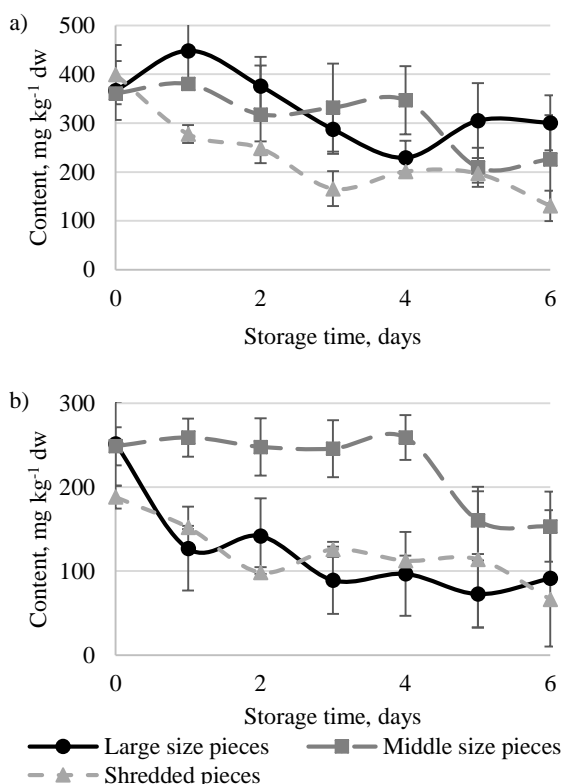 a)
500
400
300
200
100
0
Content, mg kg⁻¹ dw
0 2 4 6
Storage time, days
b)
300
200
100
0
Content, mg kg⁻¹ dw
0 2 4 6
Storage time, days
Large size pieces Middle size pieces
Shredded pieces